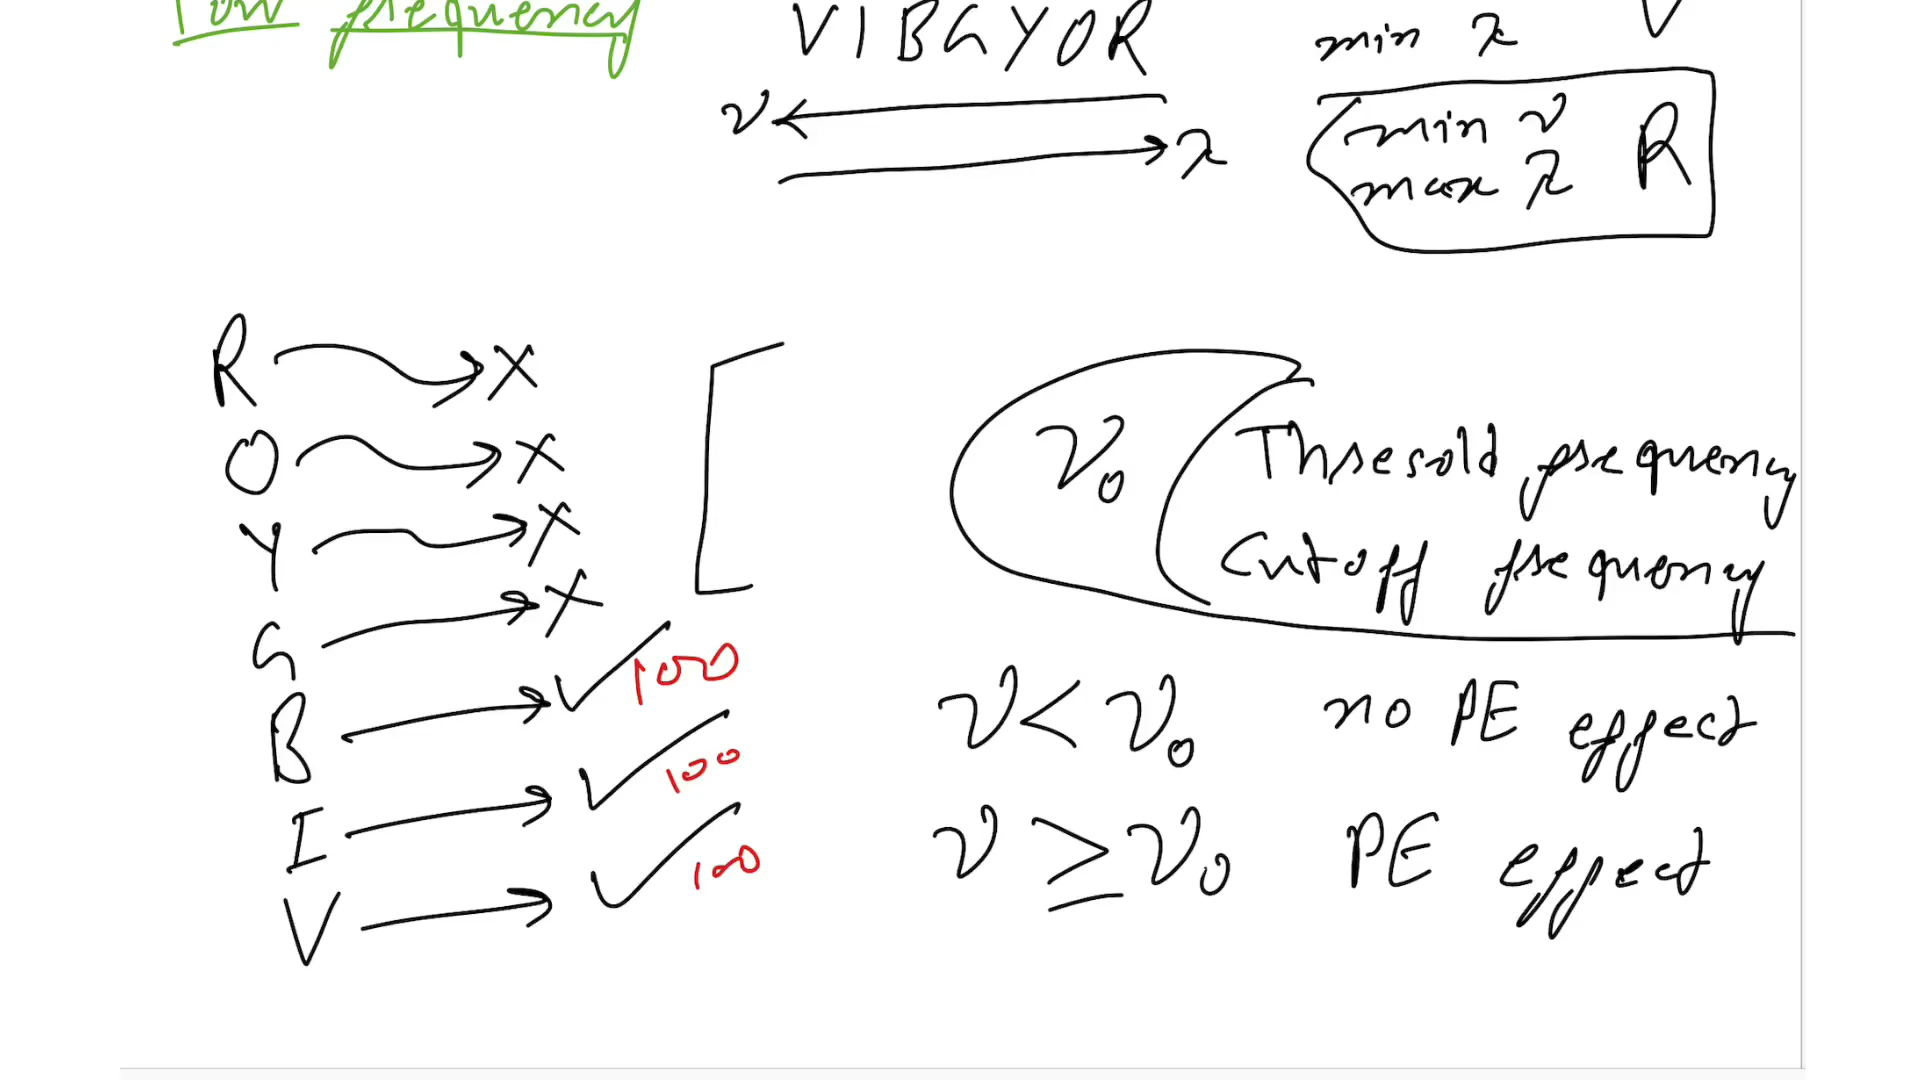 low frequency
VIBGYOR
ν
λ
min λ V
min ν
max λ R
R X
O X
Y X
G X
B ✓ 100
I ✓ 100
V ✓ 100
ν₀ Thresold frequency
Cutoff frequency
ν < ν₀ no PE effect
ν ≥ ν₀ PE effect